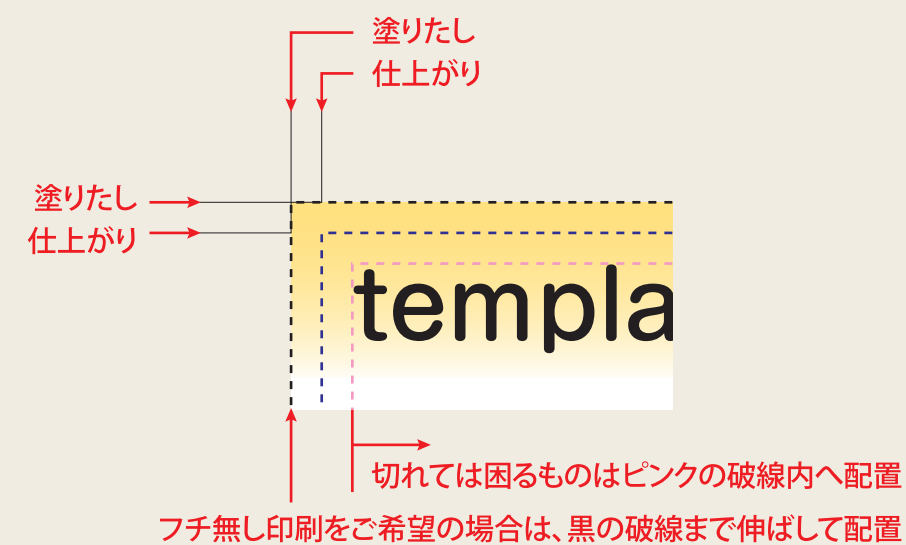 塗りたし
仕上がり
塗りたし
仕上がり
templa
切れては困るものはピンクの破線内へ配置
フチ無し印刷をご希望の場合は、黒の破線まで伸ばして配置